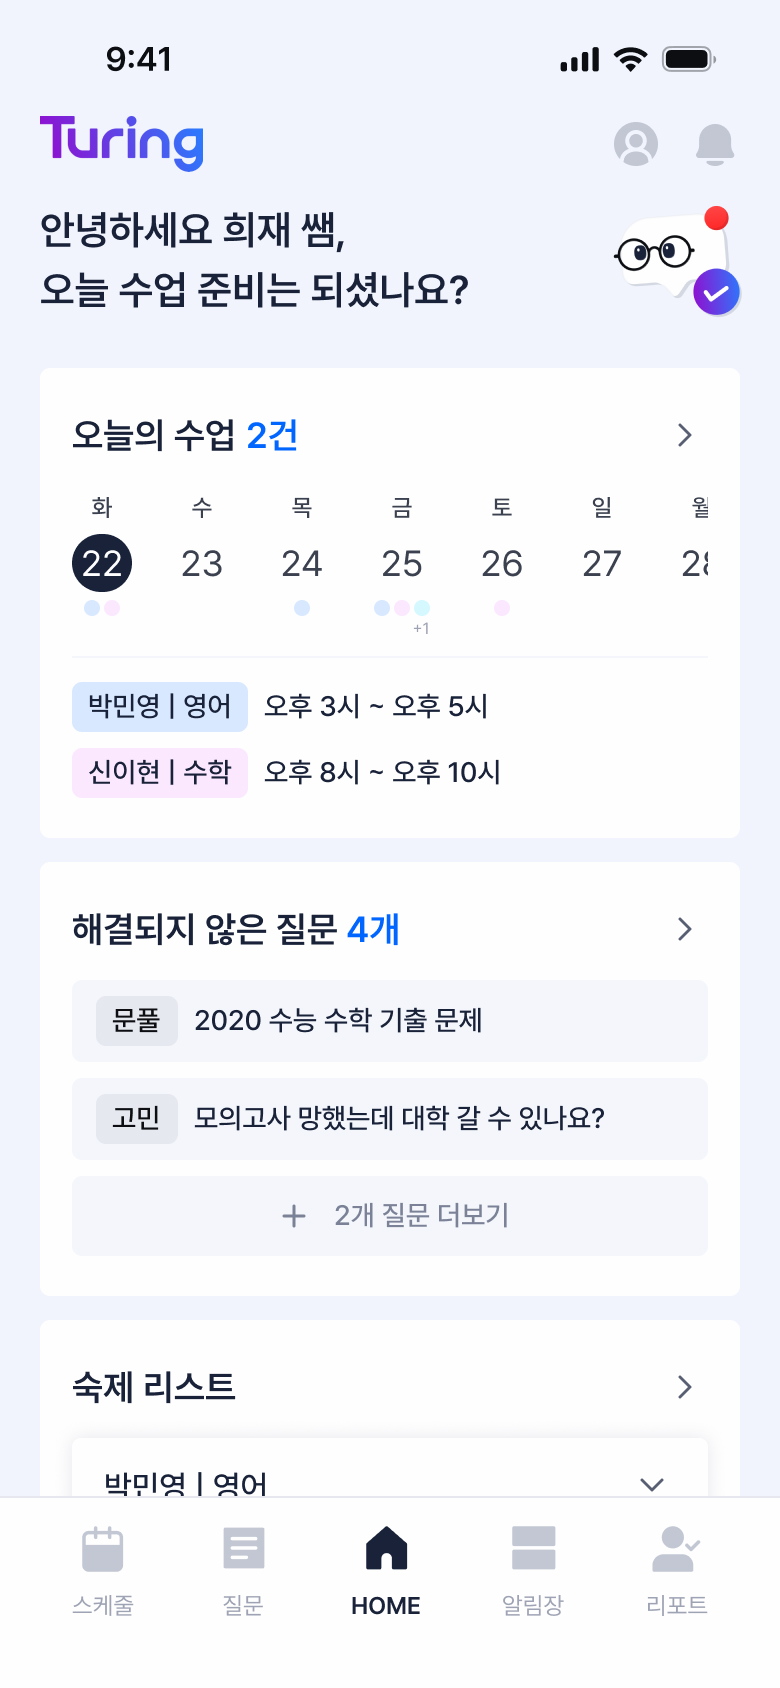 9:41
Turing
안녕하세요 희재 쌤,
오늘 수업 준비는 되셨나요?
오늘의 수업 2건
화 수 목 금 토 일 월
22 23 24 25 26 27 28
+1
박민영 | 영어 오후 3시 ~ 오후 5시
신이현 | 수학 오후 8시 ~ 오후 10시
해결되지 않은 질문 4개
문풀 2020 수능 수학 기출 문제
고민 모의고사 망했는데 대학 갈 수 있나요?
+ 2개 질문 더보기
숙제 리스트
박민영 | 영어
스케줄 질문 HOME 알림장 리포트